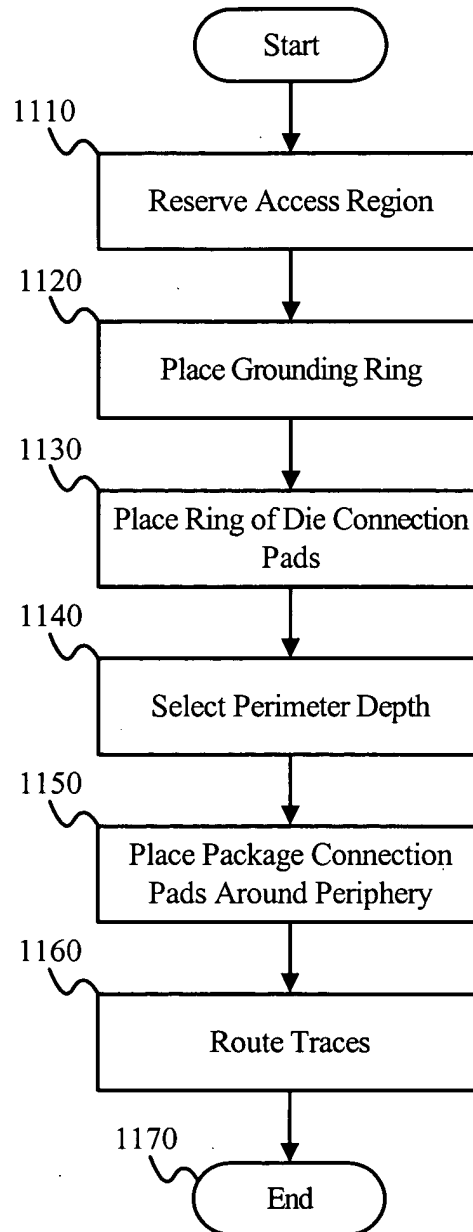 Start
1110
Reserve Access Region
1120
Place Grounding Ring
1130
Place Ring of Die Connection
Pads
1140
Select Perimeter Depth
1150
Place Package Connection
Pads Around Periphery
1160
Route Traces
1170
End